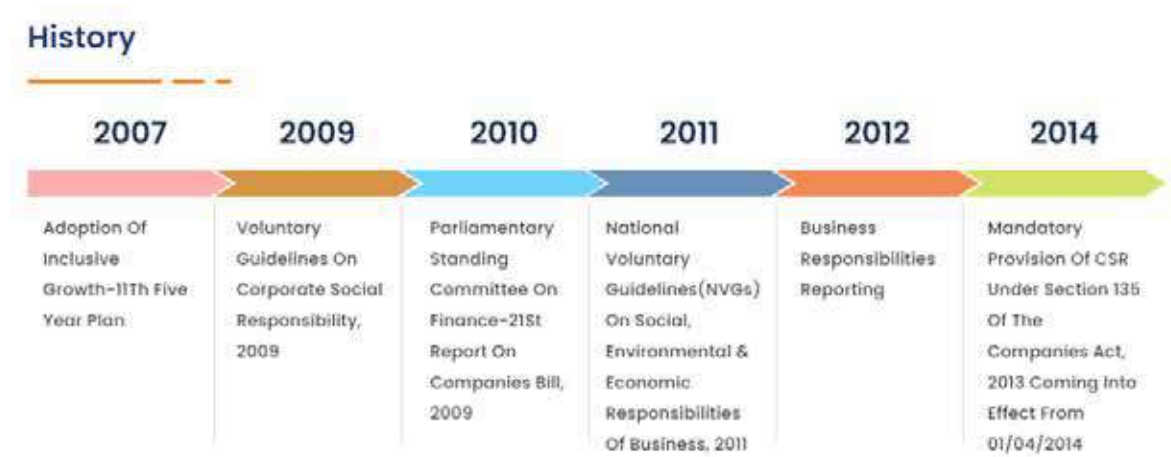 History
2007
2009
2010
2011
2012
2014
Adoption Of
Inclusive
Growth-11Th Five
Year Plan
Voluntary
Guidelines On
Corporate Social
Responsibility,
2009
Parliamentary
Standing
Committee On
Finance-21St
Report On
Companies Bill,
2009
National
Voluntary
Guidelines(NVGs)
On Social,
Environmental &
Economic
Responsibilities
Of Business, 2011
Business
Responsibilities
Reporting
Mandatory
Provision Of CSR
Under Section 135
Of The
Companies Act,
2013 Coming Into
Effect From
01/04/2014